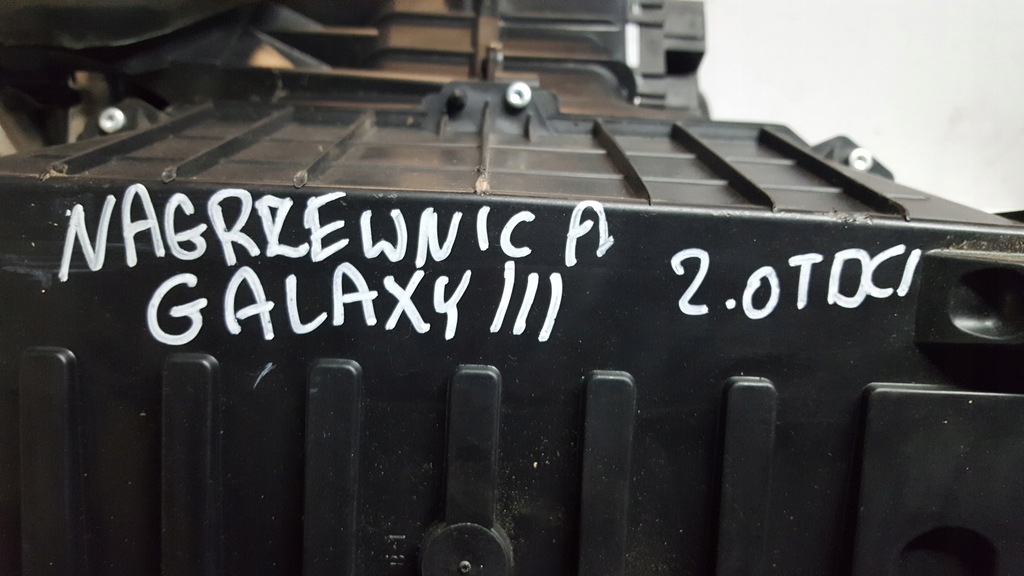 NAGRZEWNICA
GALAXY III 2.0TDCI